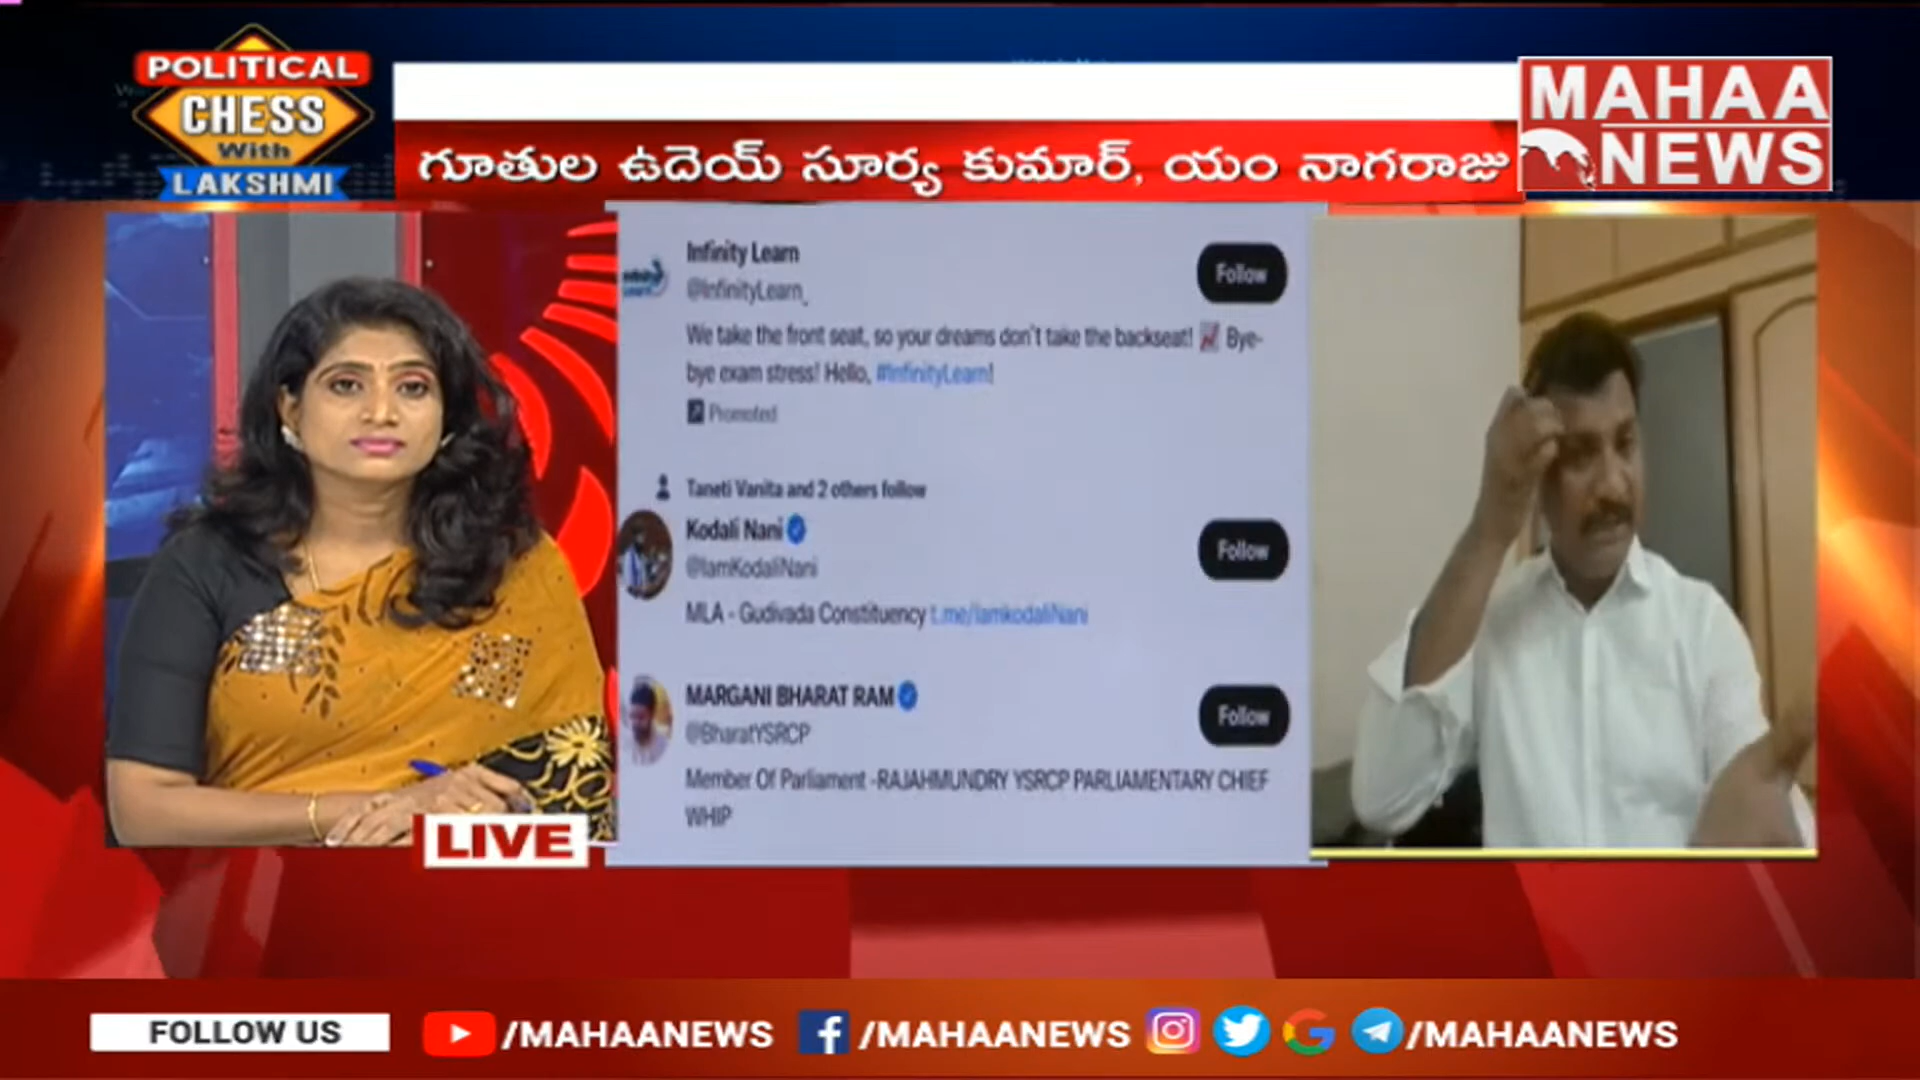 POLITICAL
CHESS
With
LAKSHMI
MAHAA
NEWS
గూతుల ఉదెయ్ సూర్య కుమార్, యం నాగరాజు
Infinity Learn
@InfinityLearn_
Follow
We take the front seat, so your dreams don't take the backseat! Bye-
bye exam stress! Hello, #InfinityLearn!
Promoted
Taneti Vanita and 2 others follow
Kodali Nani
@IamKodaliNani
Follow
MLA - Gudivada Constituency t.me/iamkodaliNani
MARGANI BHARAT RAM
@BharatYSRCP
Follow
Member Of Parliament -RAJAHMUNDRY YSRCP PARLIAMENTARY CHIEF
WHIP
LIVE
FOLLOW US
/MAHAANEWS
/MAHAANEWS
/MAHAANEWS